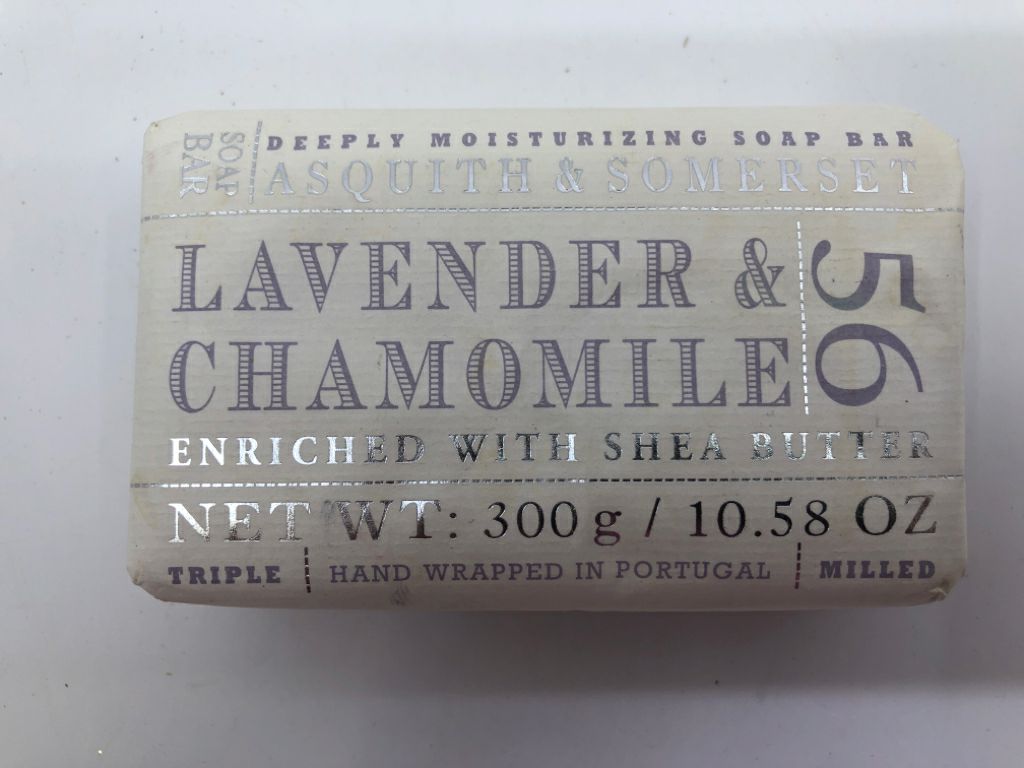 SOAP
BAR
DEEPLY MOISTURIZING SOAP BAR
ASQUITH & SOMERSET
LAVENDER &
CHAMOMILE
56
ENRICHED WITH SHEA BUTTER
NET WT: 300 g / 10.58 OZ
TRIPLE
HAND WRAPPED IN PORTUGAL
MILLED